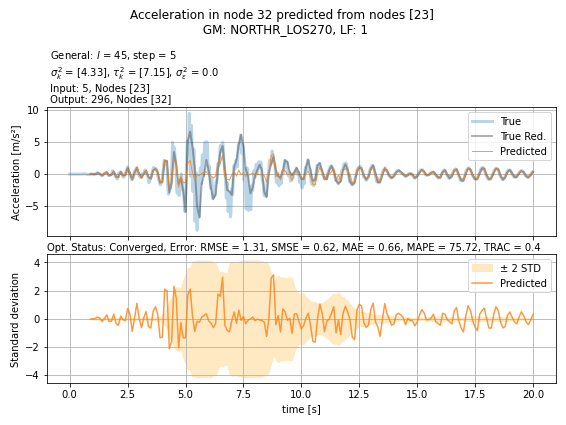 Acceleration in node 32 predicted from nodes [23]
GM: NORTHR_LOS270, LF: 1
General: l = 45, step = 5
σ²ₖ = [4.33], τ²ₖ = [7.15], σ²ε = 0.0
Input: 5, Nodes [23]
Output: 296, Nodes [32]
Acceleration [m/s²]
10
5
0
−5
True
True Red.
Predicted
Opt. Status: Converged, Error: RMSE = 1.31, SMSE = 0.62, MAE = 0.66, MAPE = 75.72, TRAC = 0.4
Standard deviation
4
2
0
−2
−4
± 2 STD
Predicted
0.0 2.5 5.0 7.5 10.0 12.5 15.0 17.5 20.0
time [s]